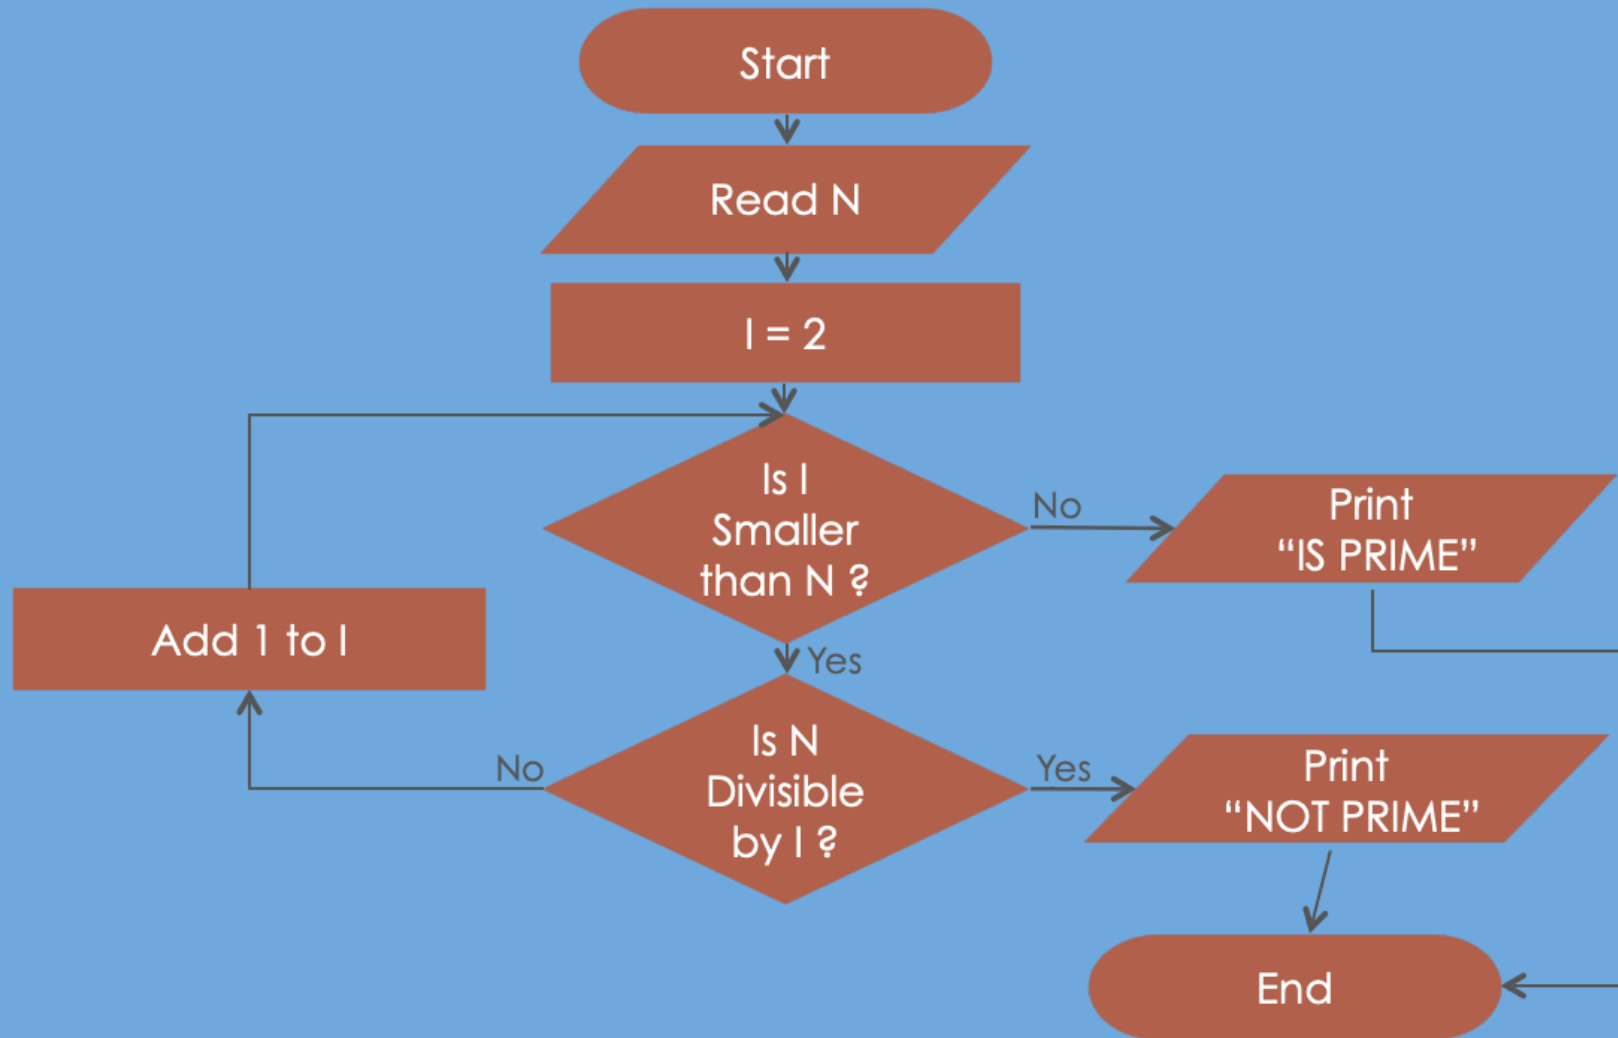 Start
Read N
I = 2
Is I
Smaller
than N ?
No
Print
“IS PRIME”
Add 1 to I
Yes
Is N
Divisible
by I ?
No
Yes
Print
“NOT PRIME”
End